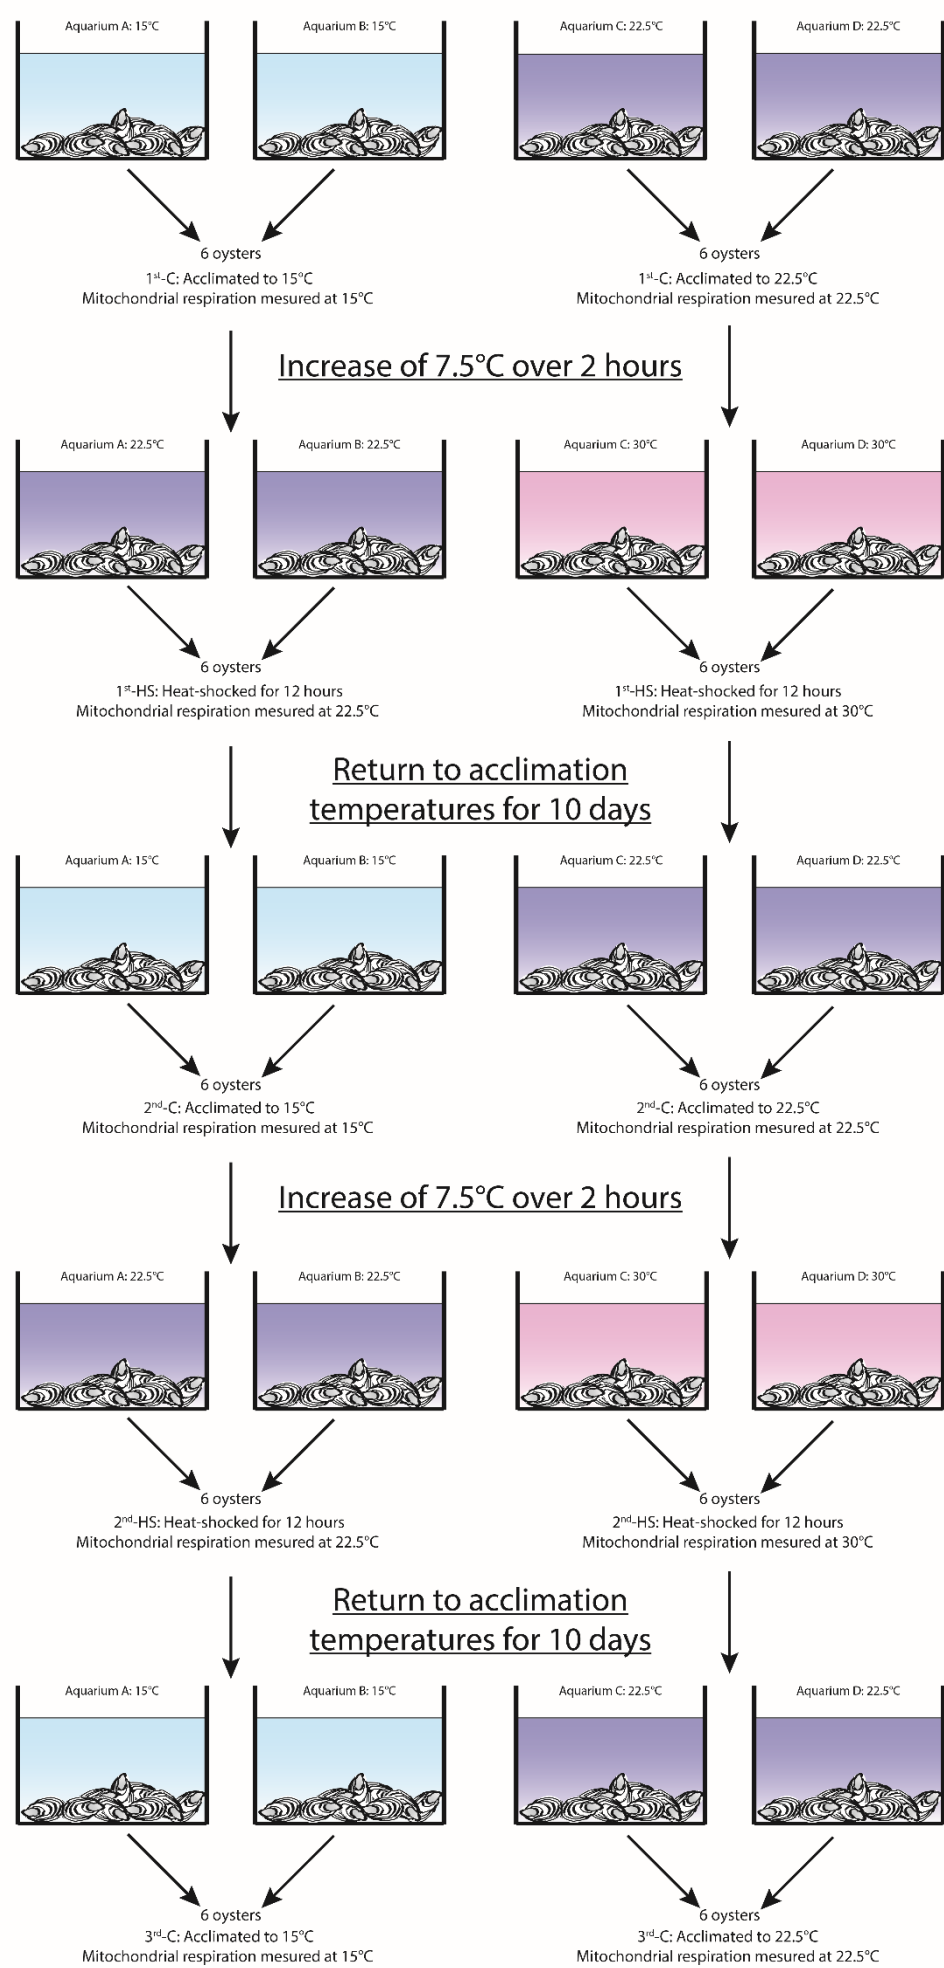 Aquarium A: 15°C
Aquarium B: 15°C
Aquarium C: 22.5°C
Aquarium D: 22.5°C
6 oysters
1st-C: Acclimated to 15°C
Mitochondrial respiration mesured at 15°C
6 oysters
1st-C: Acclimated to 22.5°C
Mitochondrial respiration mesured at 22.5°C
Increase of 7.5°C over 2 hours
Aquarium A: 22.5°C
Aquarium B: 22.5°C
Aquarium C: 30°C
Aquarium D: 30°C
6 oysters
1st-HS: Heat-shocked for 12 hours
Mitochondrial respiration mesured at 22.5°C
6 oysters
1st-HS: Heat-shocked for 12 hours
Mitochondrial respiration mesured at 30°C
Return to acclimation
temperatures for 10 days
Aquarium A: 15°C
Aquarium B: 15°C
Aquarium C: 22.5°C
Aquarium D: 22.5°C
6 oysters
2nd-C: Acclimated to 15°C
Mitochondrial respiration mesured at 15°C
6 oysters
2nd-C: Acclimated to 22.5°C
Mitochondrial respiration mesured at 22.5°C
Increase of 7.5°C over 2 hours
Aquarium A: 22.5°C
Aquarium B: 22.5°C
Aquarium C: 30°C
Aquarium D: 30°C
6 oysters
2nd-HS: Heat-shocked for 12 hours
Mitochondrial respiration mesured at 22.5°C
6 oysters
2nd-HS: Heat-shocked for 12 hours
Mitochondrial respiration mesured at 30°C
Return to acclimation
temperatures for 10 days
Aquarium A: 15°C
Aquarium B: 15°C
Aquarium C: 22.5°C
Aquarium D: 22.5°C
6 oysters
3rd-C: Acclimated to 15°C
Mitochondrial respiration mesured at 15°C
6 oysters
3rd-C: Acclimated to 22.5°C
Mitochondrial respiration mesured at 22.5°C